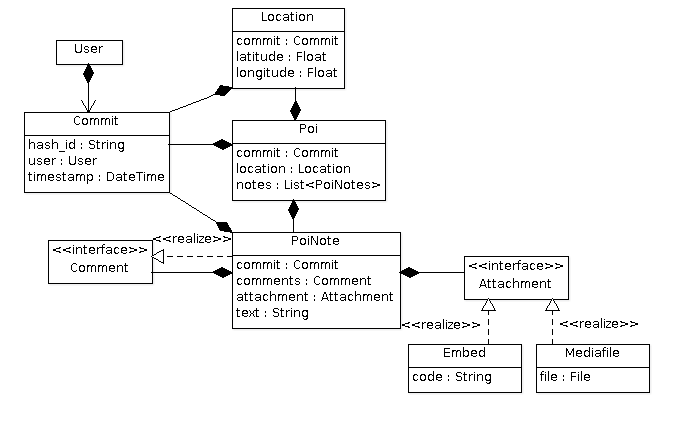 User
Location
commit : Commit
latitude : Float
longitude : Float
Commit
hash_id : String
user : User
timestamp : DateTime
Poi
commit : Commit
location : Location
notes : List<PoiNotes>
<<realize>>
<<interface>>
Comment
PoiNote
commit : Commit
comments : Comment
attachment : Attachment
text : String
<<interface>>
Attachment
<<realize>>
<<realize>>
Embed
code : String
Mediafile
file : File